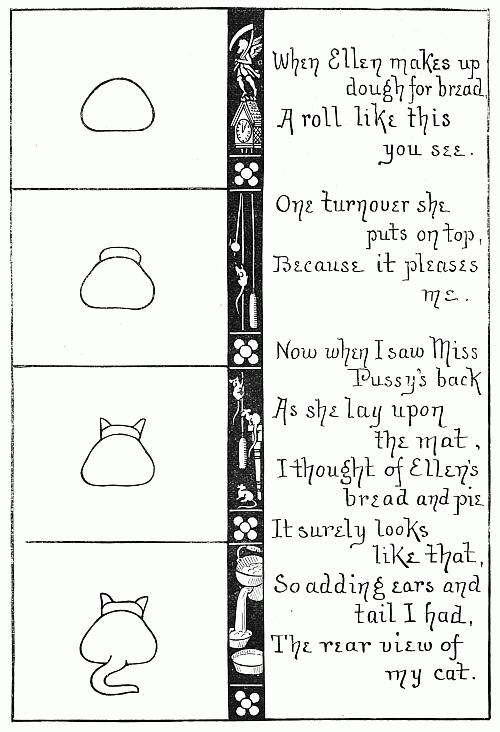 When Ellen makes up
dough for bread,
A roll like this
you see.
One turnover she
puts on top,
Because it pleases
me.
Now when I saw Miss
Pussy's back
As she lay upon
the mat,
I thought of Ellen's
bread and pie
It surely looks
like that,
So adding ears and
tail I had,
The rear view of
my cat.